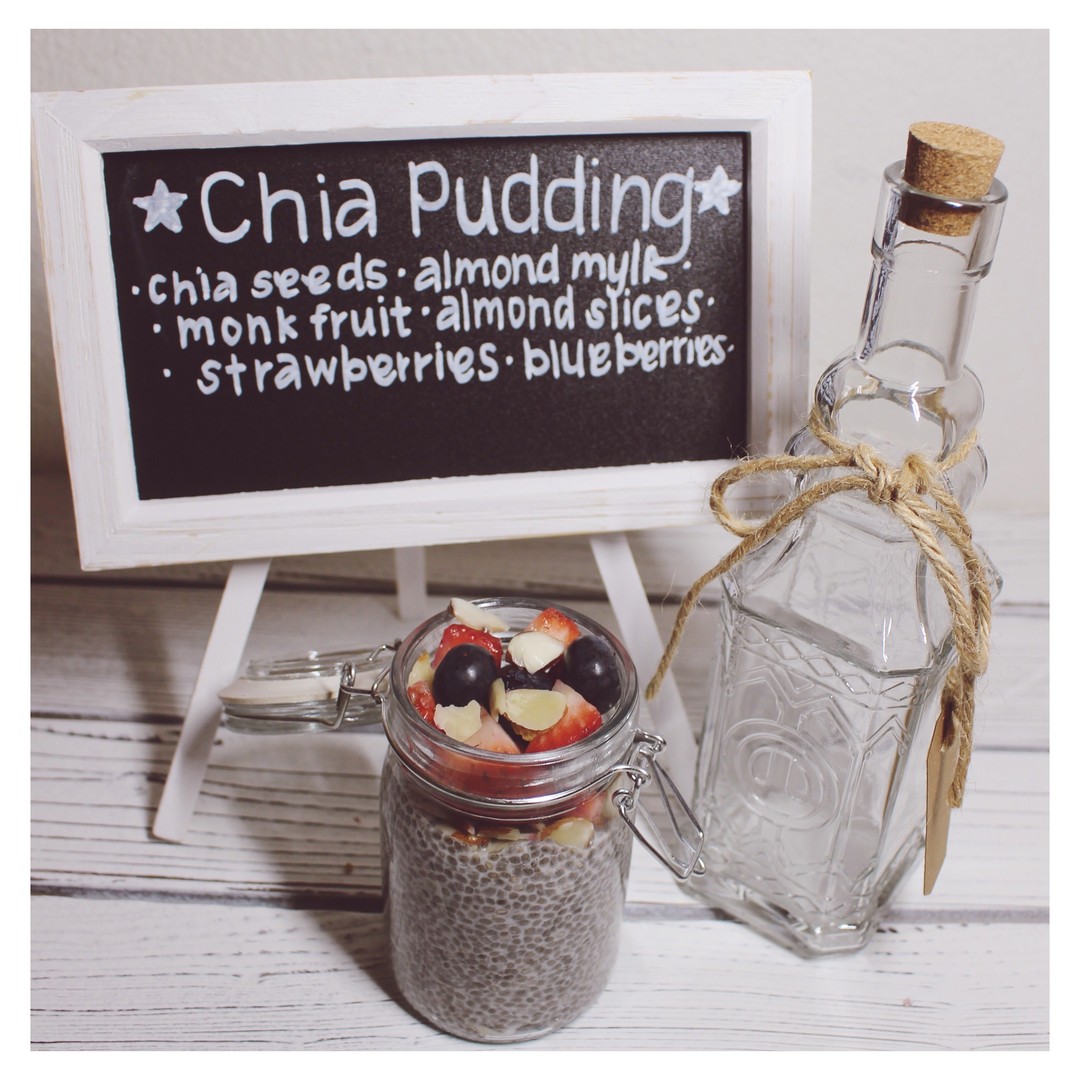 ☆Chia Pudding☆
·chia seeds·almond mylk·
·monk fruit·almond slices·
·strawberries·blueberries·